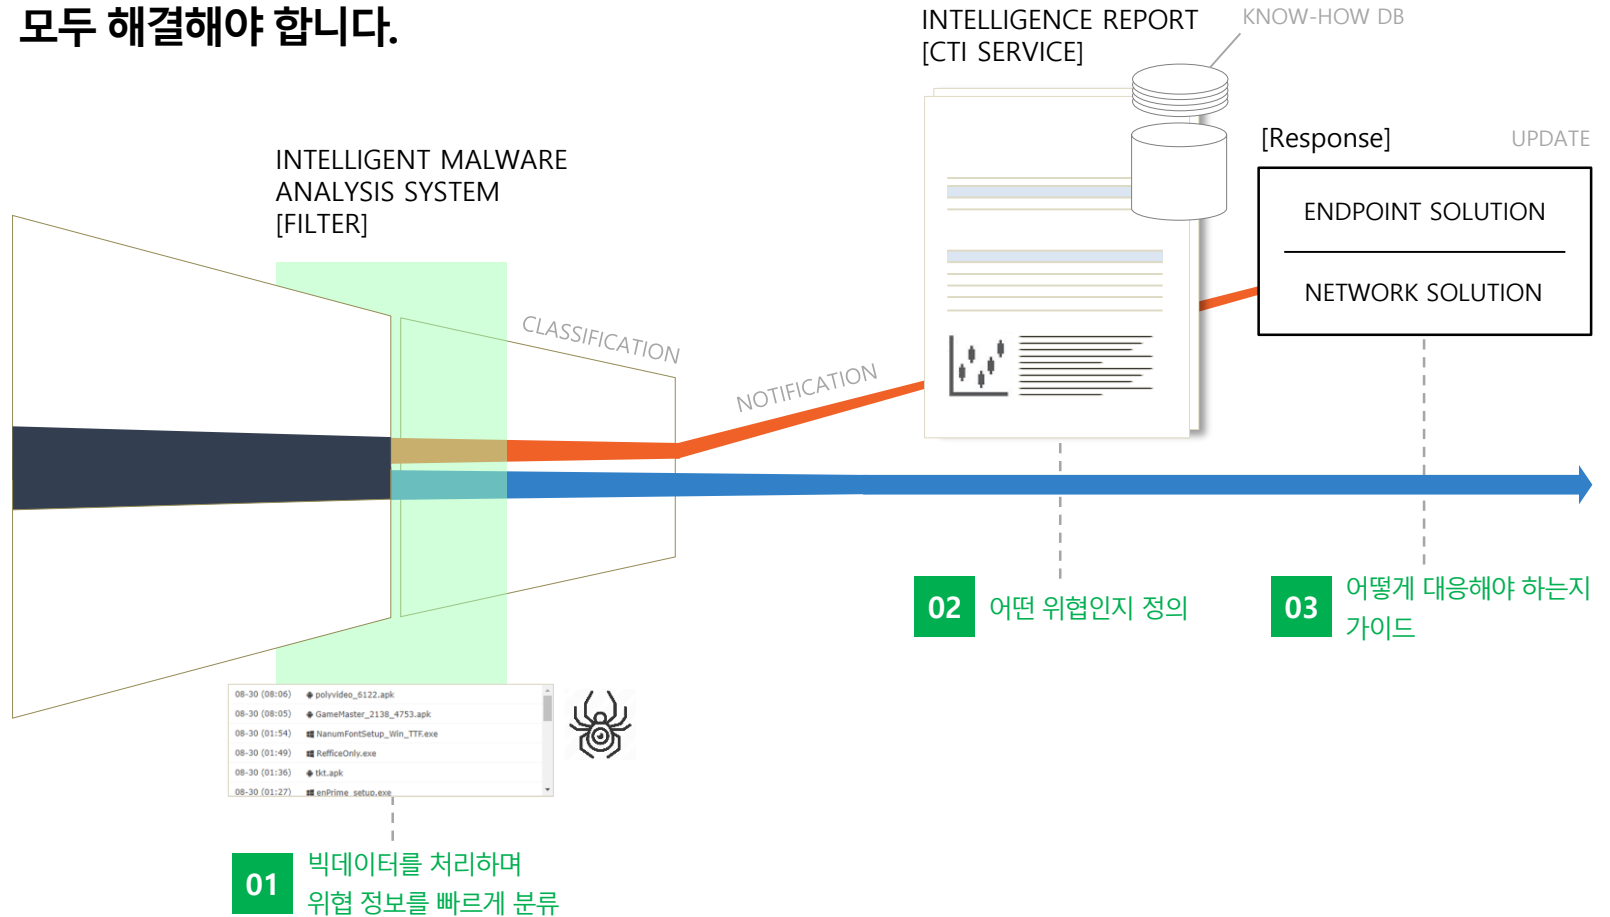 모두 해결해야 합니다.
INTELLIGENCE REPORT
[CTI SERVICE]
KNOW-HOW DB
[Response]
UPDATE
ENDPOINT SOLUTION
NETWORK SOLUTION
INTELLIGENT MALWARE
ANALYSIS SYSTEM
[FILTER]
CLASSIFICATION
NOTIFICATION
02 어떤 위협인지 정의
03 어떻게 대응해야 하는지
가이드
08-30 (08:06) polyvideo_6122.apk
08-30 (08:05) GameMaster_2138_4753.apk
08-30 (01:54) NanumFontSetup_Win_TTF.exe
08-30 (01:49) RefficeOnly.exe
08-30 (01:36) tkt.apk
08-30 (01:27) enPrime_setup.exe
01 빅데이터를 처리하며
위협 정보를 빠르게 분류